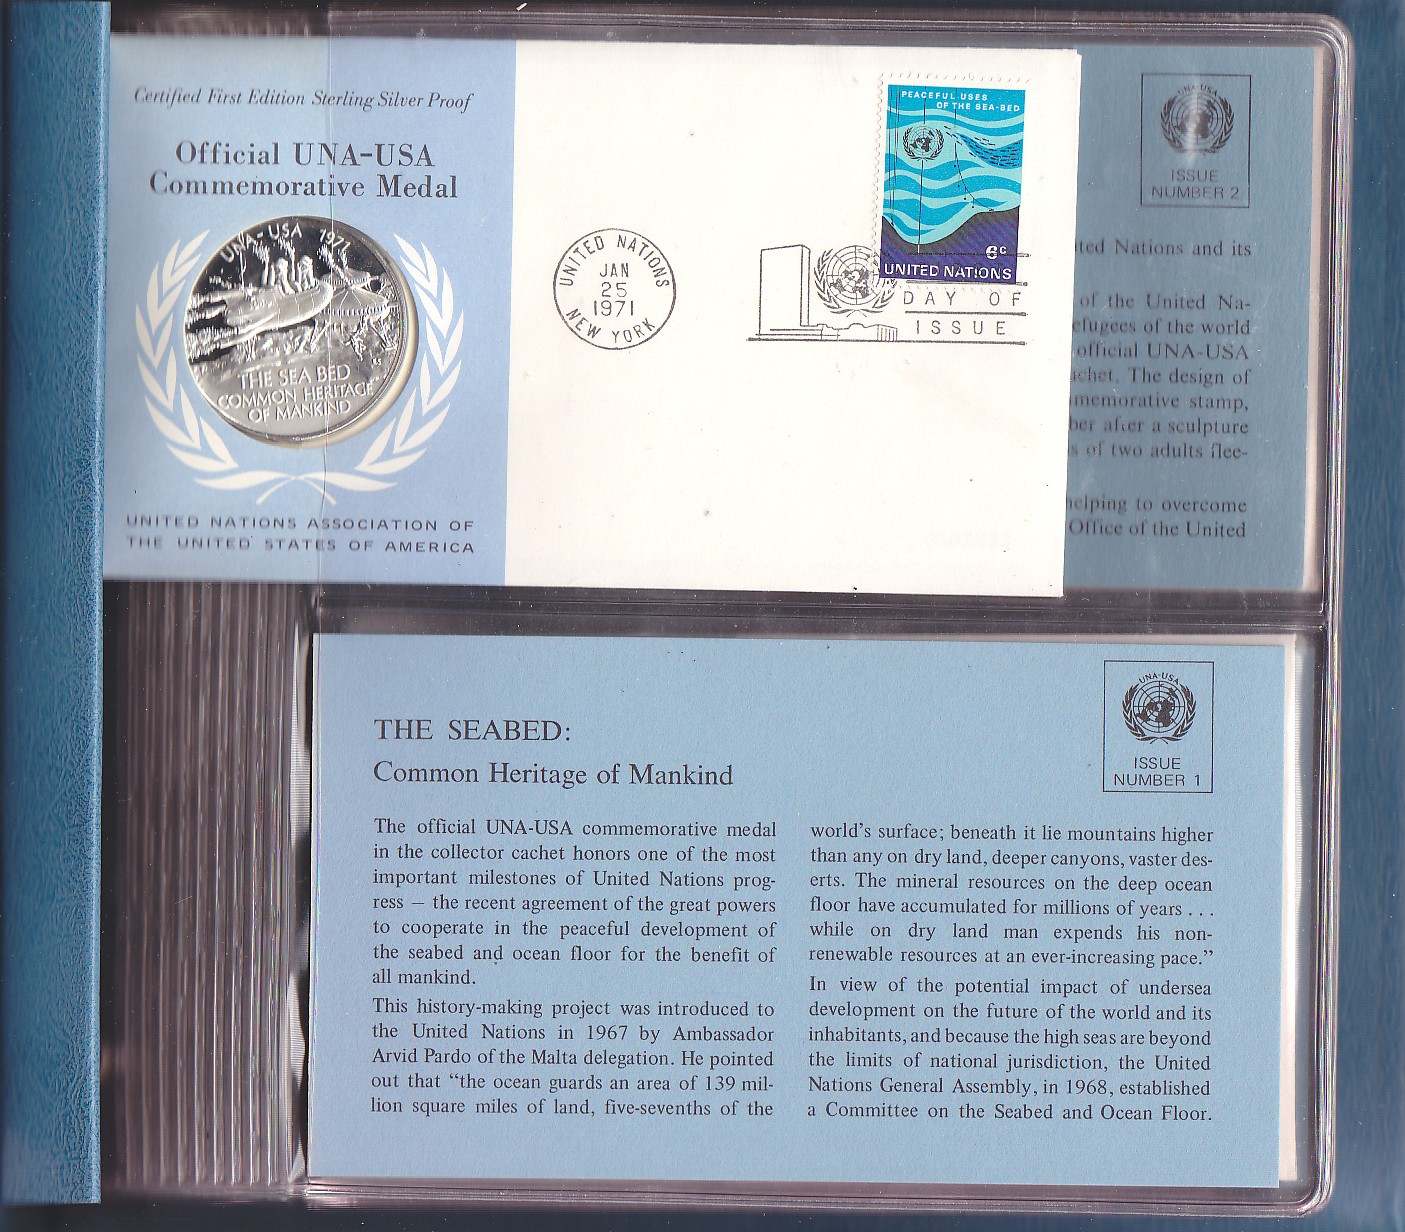 Certified First Edition Sterling Silver Proof
Official UNA-USA
Commemorative Medal
UNA-USA 1971
THE SEA BED
COMMON HERITAGE
OF MANKIND
UNITED NATIONS ASSOCIATION OF
THE UNITED STATES OF AMERICA
UNITED NATIONS
JAN
25
1971
NEW YORK
PEACEFUL USES
OF THE SEA-BED
6c
UNITED NATIONS
DAY OF
ISSUE
UNA-USA
ISSUE
NUMBER 2
ted Nations and its
of the United Na-
efugees of the world
official UNA-USA
achet. The design of
memorative stamp,
ber after a sculpture
s of two adults flee-
helping to overcome
Office of the United
THE SEABED:
Common Heritage of Mankind
UNA-USA
ISSUE
NUMBER 1
The official UNA-USA commemorative medal
in the collector cachet honors one of the most
important milestones of United Nations prog-
ress — the recent agreement of the great powers
to cooperate in the peaceful development of
the seabed and ocean floor for the benefit of
all mankind.
This history-making project was introduced to
the United Nations in 1967 by Ambassador
Arvid Pardo of the Malta delegation. He pointed
out that “the ocean guards an area of 139 mil-
lion square miles of land, five-sevenths of the
world’s surface; beneath it lie mountains higher
than any on dry land, deeper canyons, vaster des-
erts. The mineral resources on the deep ocean
floor have accumulated for millions of years . . .
while on dry land man expends his non-
renewable resources at an ever-increasing pace.”
In view of the potential impact of undersea
development on the future of the world and its
inhabitants, and because the high seas are beyond
the limits of national jurisdiction, the United
Nations General Assembly, in 1968, established
a Committee on the Seabed and Ocean Floor.